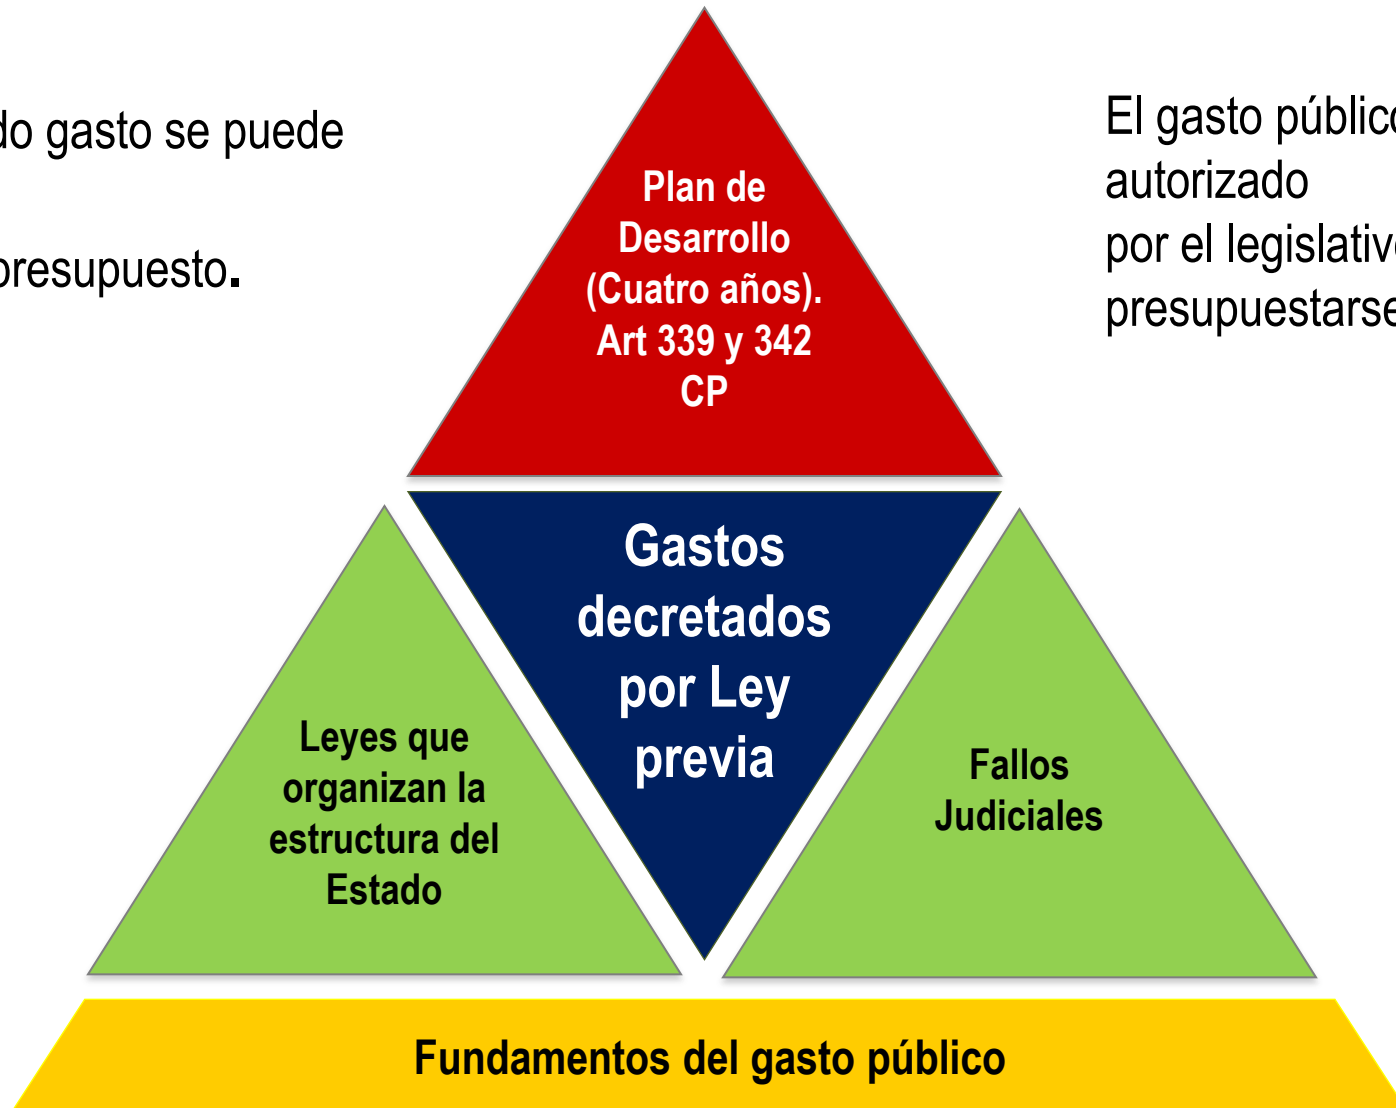 do gasto se puede
presupuesto.
El gasto público
autorizado
por el legislativo
presupuestarse
Plan de
Desarrollo
(Cuatro años).
Art 339 y 342
CP
Gastos
decretados
por Ley
previa
Leyes que
organizan la
estructura del
Estado
Fallos
Judiciales
Fundamentos del gasto público